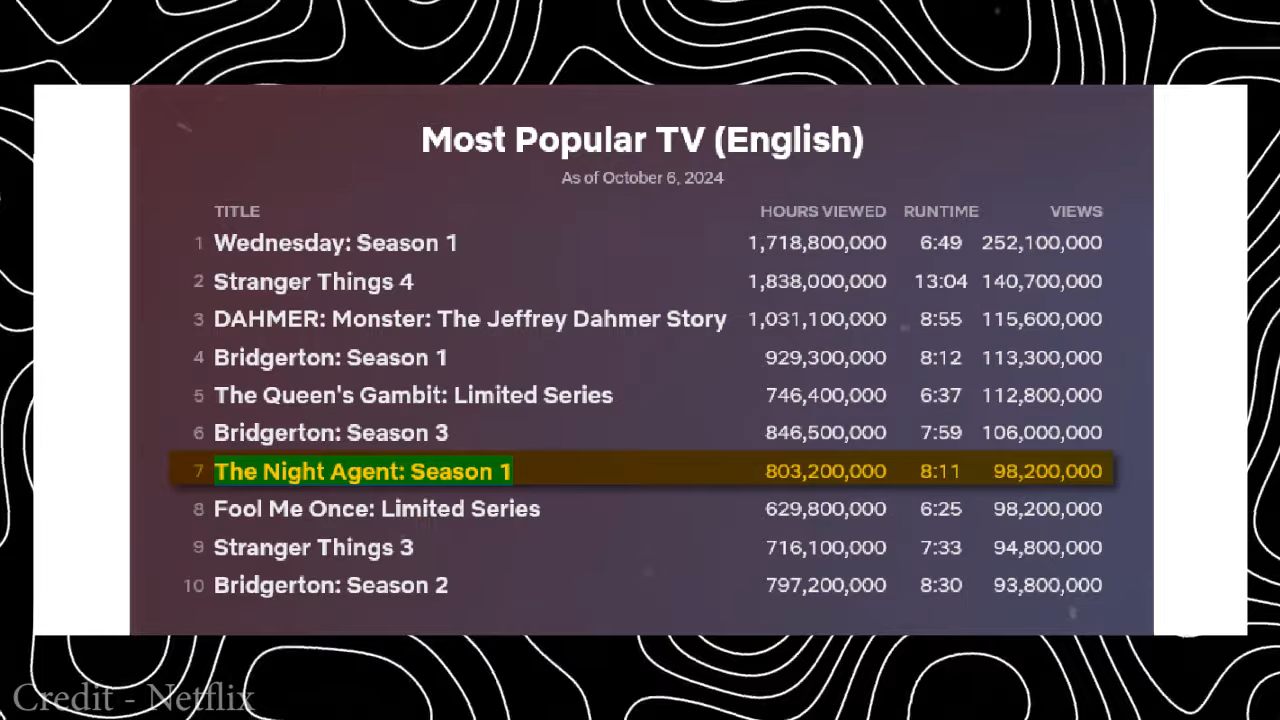 Most Popular TV (English)
As of October 6, 2024
TITLE HOURS VIEWED RUNTIME VIEWS
1 Wednesday: Season 1 1,718,800,000 6:49 252,100,000
2 Stranger Things 4 1,838,000,000 13:04 140,700,000
3 DAHMER: Monster: The Jeffrey Dahmer Story 1,031,100,000 8:55 115,600,000
4 Bridgerton: Season 1 929,300,000 8:12 113,300,000
5 The Queen's Gambit: Limited Series 746,400,000 6:37 112,800,000
6 Bridgerton: Season 3 846,500,000 7:59 106,000,000
7 The Night Agent: Season 1 803,200,000 8:11 98,200,000
8 Fool Me Once: Limited Series 629,800,000 6:25 98,200,000
9 Stranger Things 3 716,100,000 7:33 94,800,000
10 Bridgerton: Season 2 797,200,000 8:30 93,800,000
Credit - Netflix